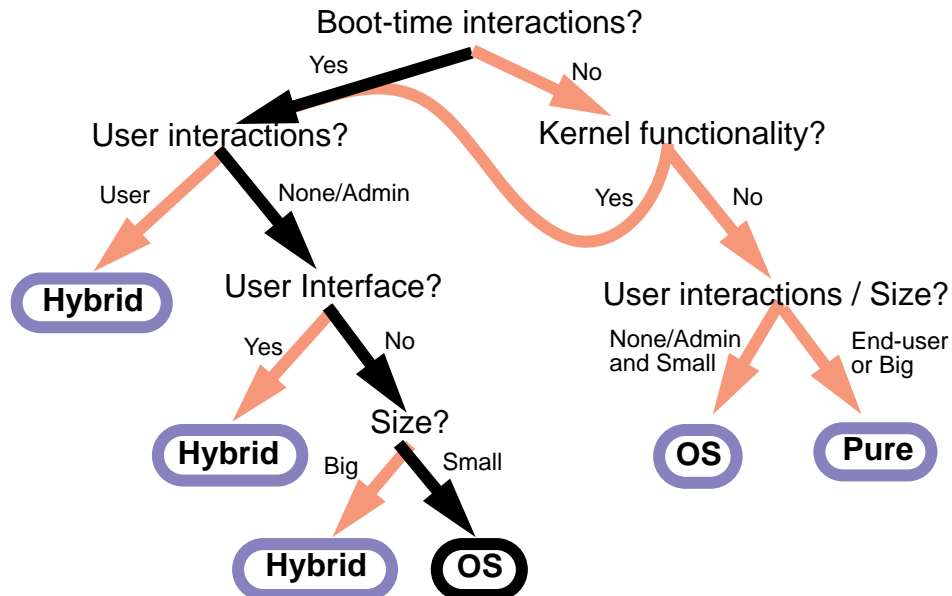 Boot-time interactions?
Yes
No
User interactions?
Kernel functionality?
User
None/Admin
Yes
No
Hybrid
User Interface?
User interactions / Size?
Yes
No
None/Admin
and Small
End-user
or Big
Size?
Hybrid
OS
Pure
Big
Small
Hybrid
OS